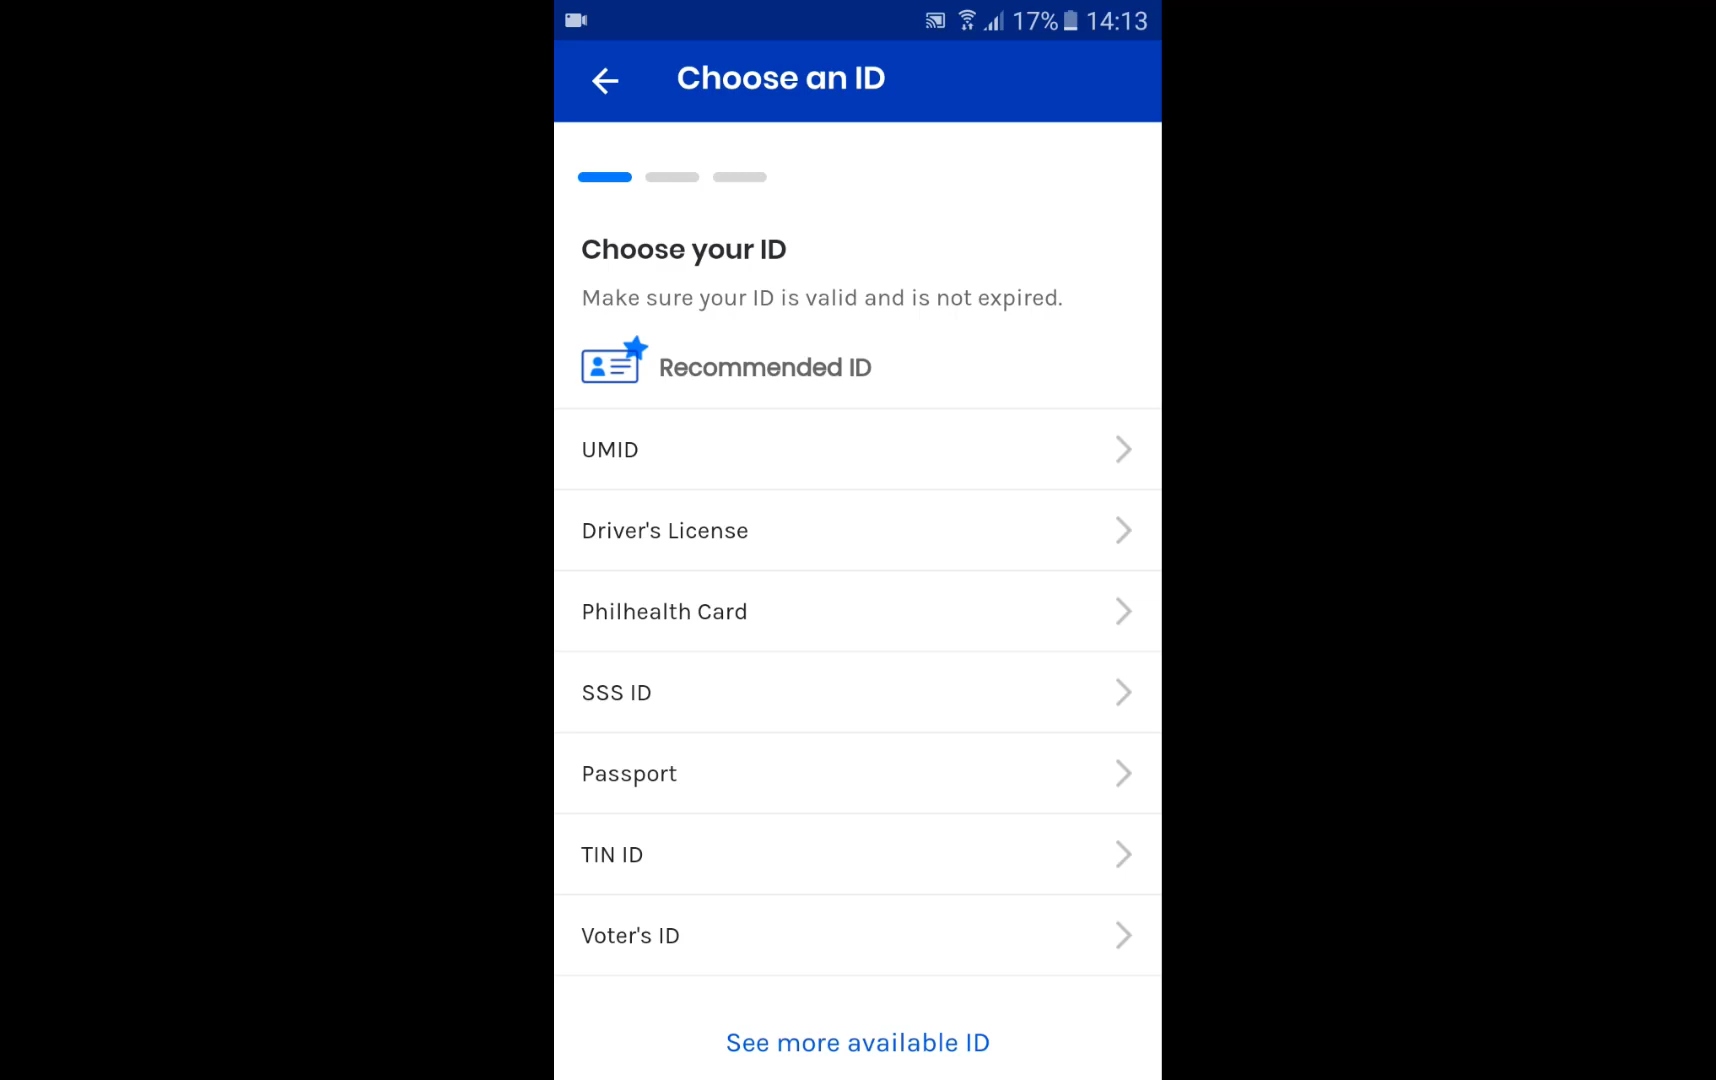 17% 14:13
Choose an ID
Choose your ID
Make sure your ID is valid and is not expired.
Recommended ID
UMID
Driver's License
Philhealth Card
SSS ID
Passport
TIN ID
Voter's ID
See more available ID